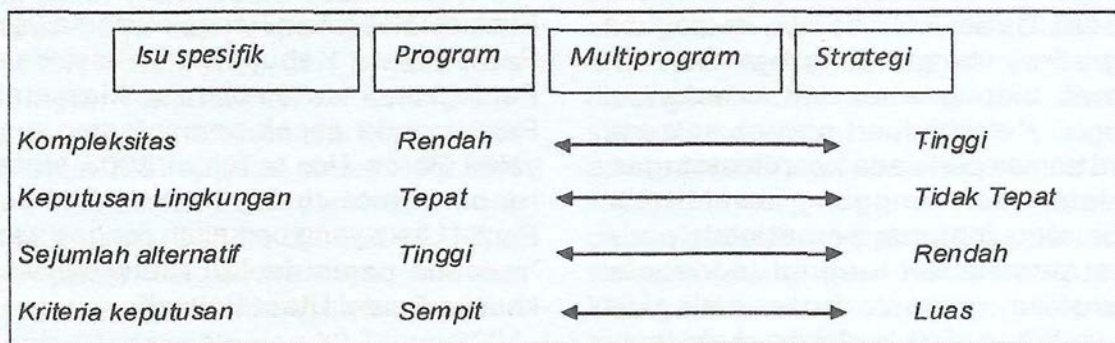 Isu spesifik Program Multiprogram Strategi
Kompleksitas Rendah Tinggi
Keputusan Lingkungan Tepat Tidak Tepat
Sejumlah alternatif Tinggi Rendah
Kriteria keputusan Sempit Luas